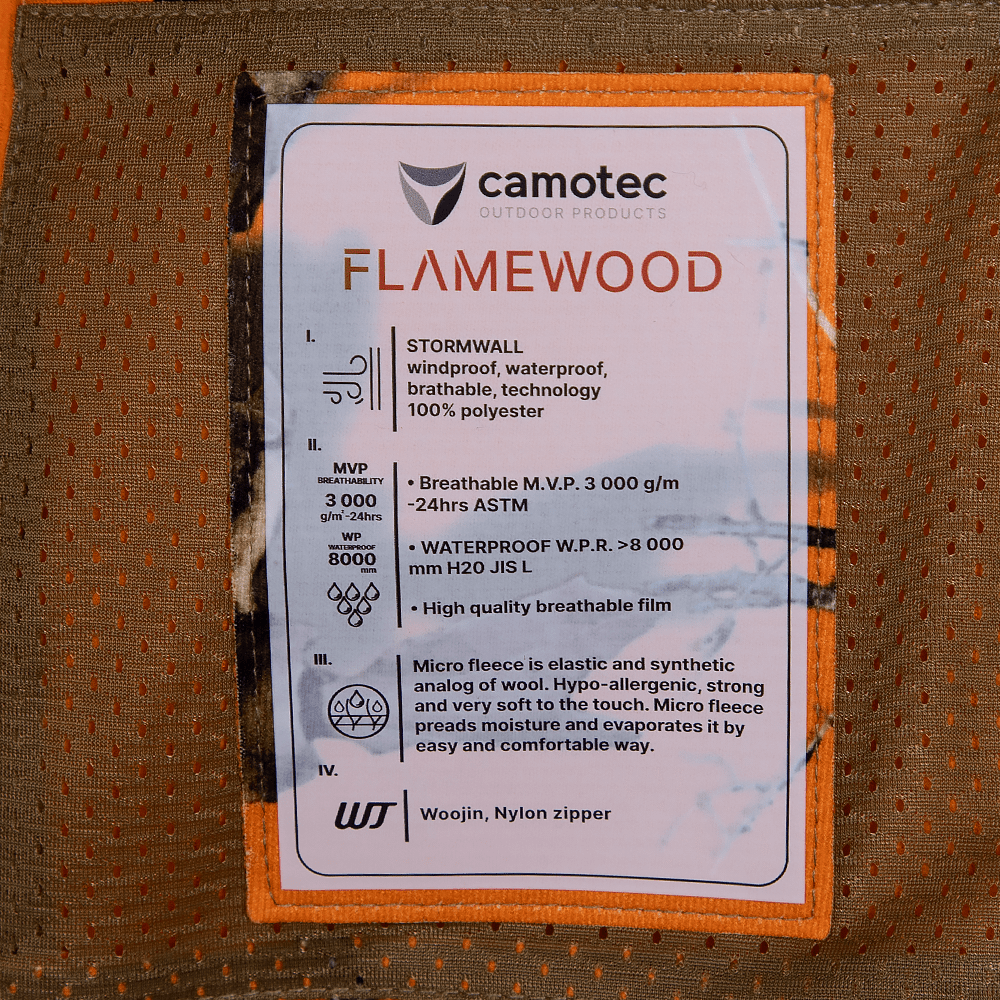 camotec
OUTDOOR PRODUCTS
FLAMEWOOD
I.
STORMWALL
windproof, waterproof,
brathable, technology
100% polyester
II.
MVP
BREATHABILITY
3 000
g/m²-24hrs
• Breathable M.V.P. 3 000 g/m
-24hrs ASTM
WP
WATERPROOF
8000
mm
• WATERPROOF W.P.R. >8 000
mm H20 JIS L
• High quality breathable film
III.
Micro fleece is elastic and synthetic
analog of wool. Hypo-allergenic, strong
and very soft to the touch. Micro fleece
preads moisture and evaporates it by
easy and comfortable way.
IV.
WJ
Woojin, Nylon zipper